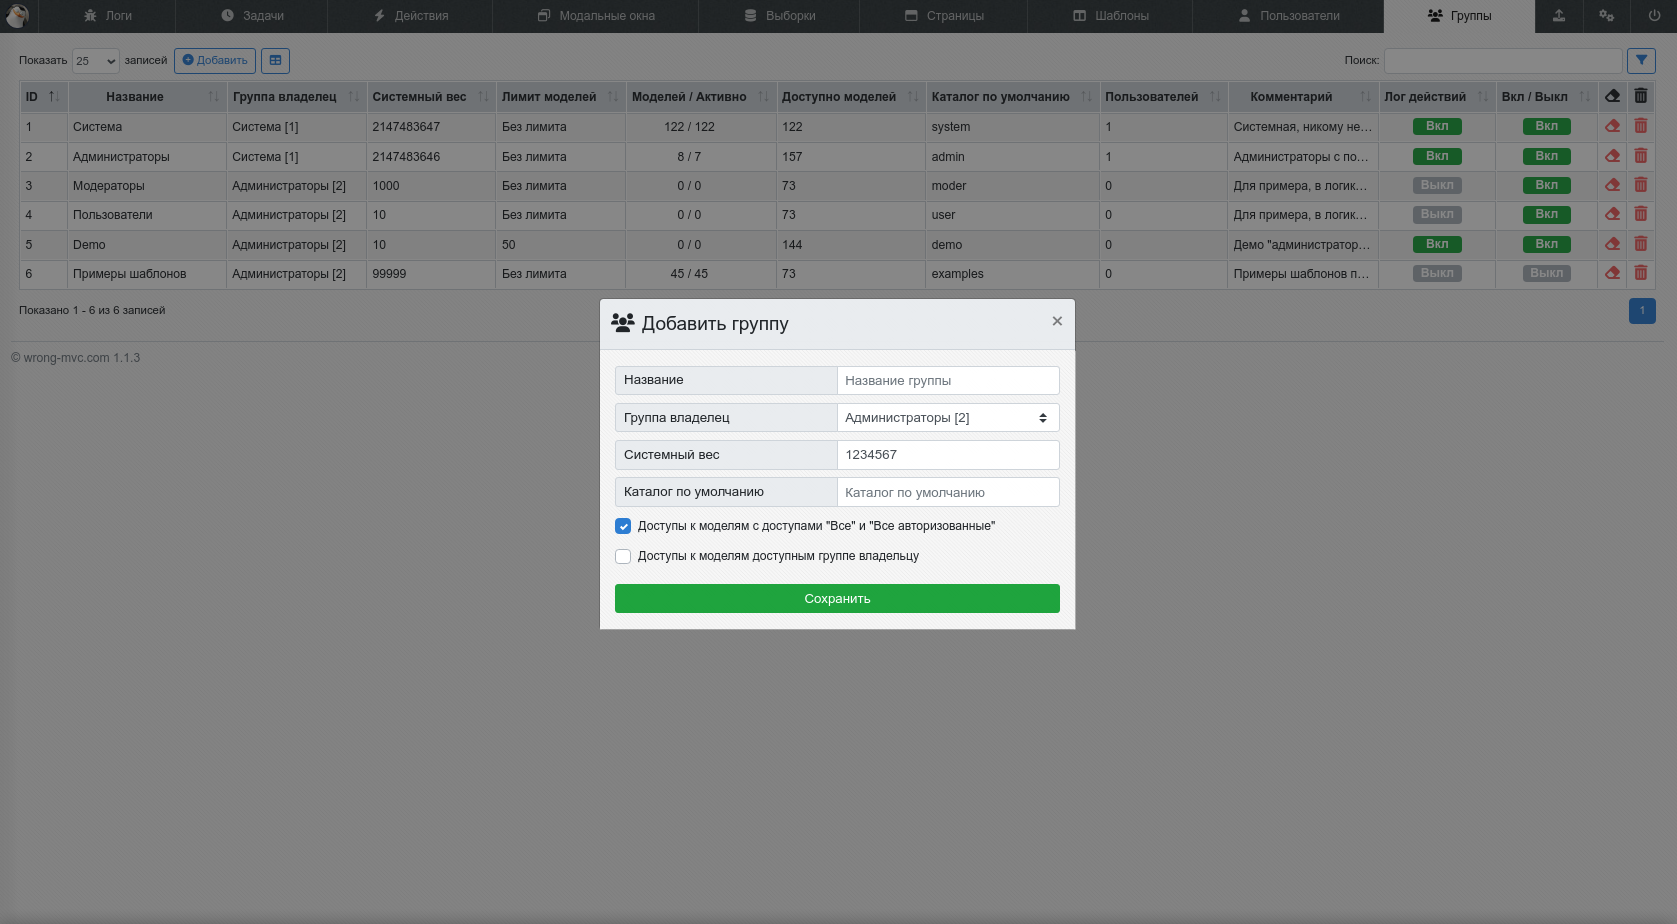 Логи Задачи Действия Модальные окна Выборки Страницы Шаблоны Пользователи Группы
Показать 25 записей Добавить Поиск:
ID Название Группа владелец Системный вес Лимит моделей Моделей / Активно Доступно моделей Каталог по умолчанию Пользователей Комментарий Лог действий Вкл / Выкл
1 Система Система [1] 2147483647 Без лимита 122 / 122 122 system 1 Системная, никому не... Вкл Вкл
2 Администраторы Система [1] 2147483646 Без лимита 8 / 7 157 admin 1 Администраторы с по... Вкл Вкл
3 Модераторы Администраторы [2] 1000 Без лимита 0 / 0 73 moder 0 Для примера, в логик... Выкл Вкл
4 Пользователи Администраторы [2] 10 Без лимита 0 / 0 73 user 0 Для примера, в логик... Выкл Вкл
5 Demo Администраторы [2] 10 50 0 / 0 144 demo 0 Демо "администратор... Вкл Вкл
6 Примеры шаблонов Администраторы [2] 99999 Без лимита 45 / 45 73 examples 0 Примеры шаблонов п... Выкл Выкл
Показано 1 - 6 из 6 записей 1
© wrong-mvc.com 1.1.3
Добавить группу ×
Название Название группы
Группа владелец Администраторы [2]
Системный вес 1234567
Каталог по умолчанию Каталог по умолчанию
Доступы к моделям с доступами "Все" и "Все авторизованные"
Доступы к моделям доступным группе владельцу
Сохранить